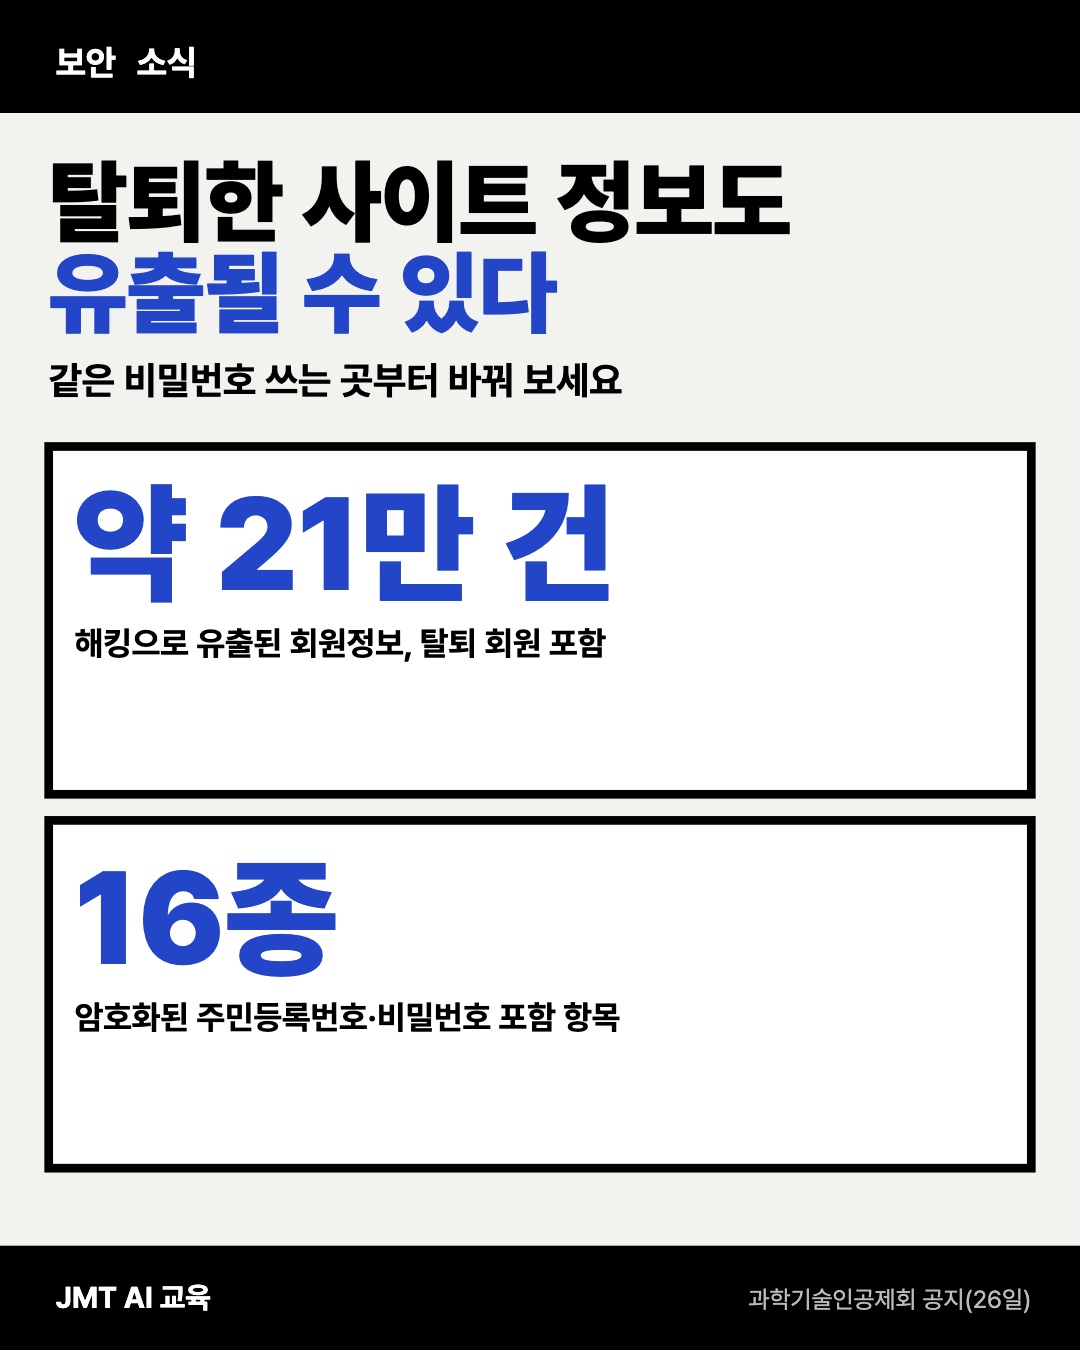 보안 소식
탈퇴한 사이트 정보도
유출될 수 있다
같은 비밀번호 쓰는 곳부터 바꿔 보세요
약 21만 건
해킹으로 유출된 회원정보, 탈퇴 회원 포함
16종
암호화된 주민등록번호·비밀번호 포함 항목
JMT AI 교육
과학기술인공제회 공지(26일)